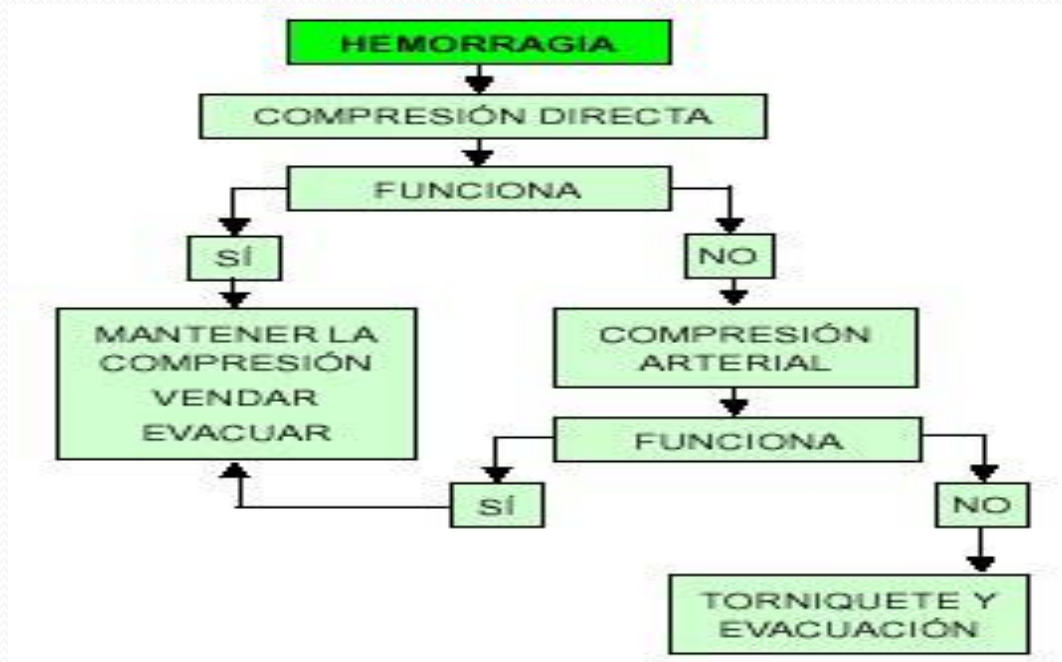 HEMORRAGIA
COMPRESIÓN DIRECTA
FUNCIONA
SÍ
NO
MANTENER LA
COMPRESIÓN
VENDAR
EVACUAR
COMPRESIÓN
ARTERIAL
FUNCIONA
SÍ
NO
TORNIQUETE Y
EVACUACIÓN